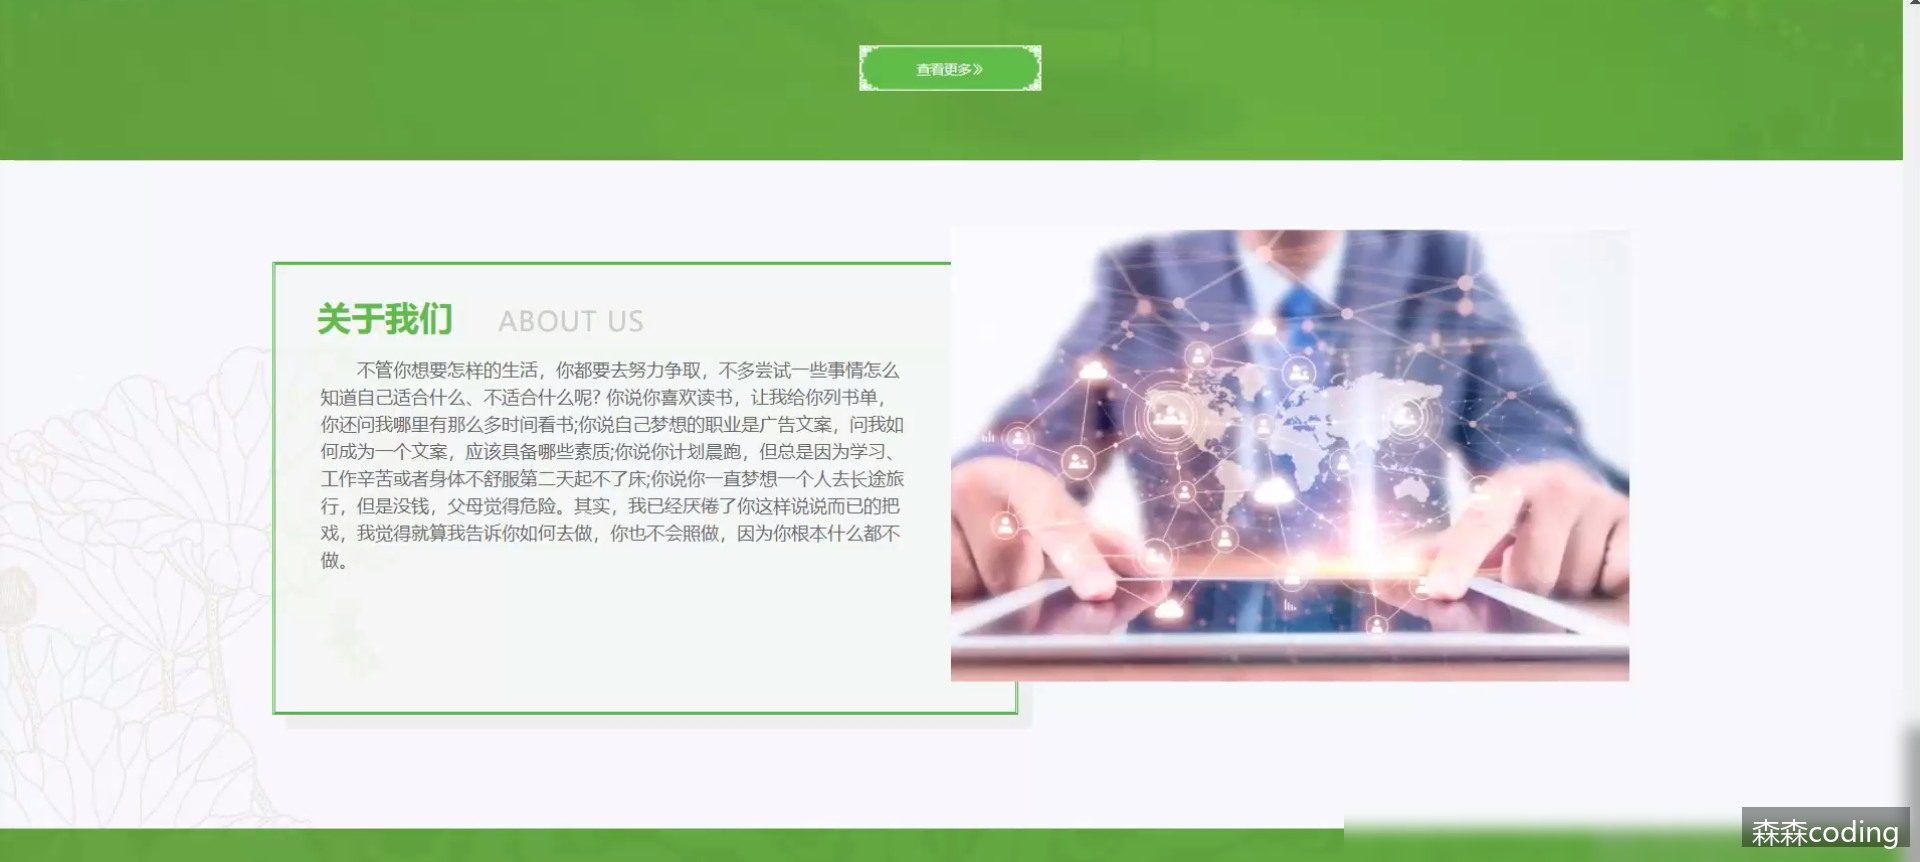 查看更多》
关于我们 ABOUT US
不管你想要怎样的生活，你都要去努力争取，不多尝试一些事情怎么
知道自己适合什么、不适合什么呢? 你说你喜欢读书，让我给你列书单，
你还问我哪里有那么多时间看书;你说自己梦想的职业是广告文案，问我如
何成为一个文案，应该具备哪些素质;你说你计划晨跑，但总是因为学习、
工作辛苦或者身体不舒服第二天起不了床;你说你一直梦想一个人去长途旅
行，但是没钱，父母觉得危险。其实，我已经厌倦了你这样说说而已的把
戏，我觉得就算我告诉你如何去做，你也不会照做，因为你根本什么都不
做。
森森coding